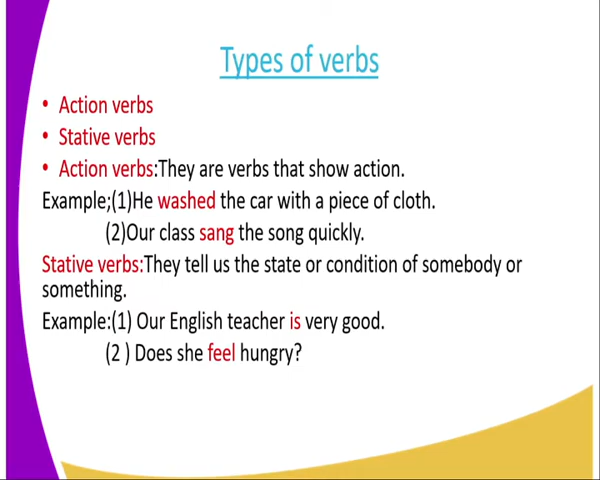 Types of verbs
• Action verbs
• Stative verbs
• Action verbs:They are verbs that show action.
Example;(1)He washed the car with a piece of cloth.
(2)Our class sang the song quickly.
Stative verbs:They tell us the state or condition of somebody or
something.
Example:(1) Our English teacher is very good.
(2 ) Does she feel hungry?